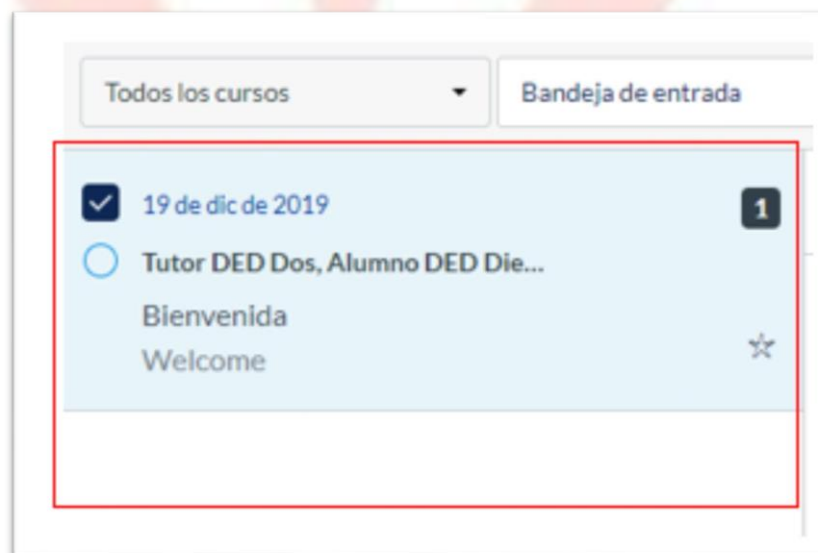 Todos los cursos
Bandeja de entrada
19 de dic de 2019
1
Tutor DED Dos, Alumno DED Die...
Bienvenida
Welcome